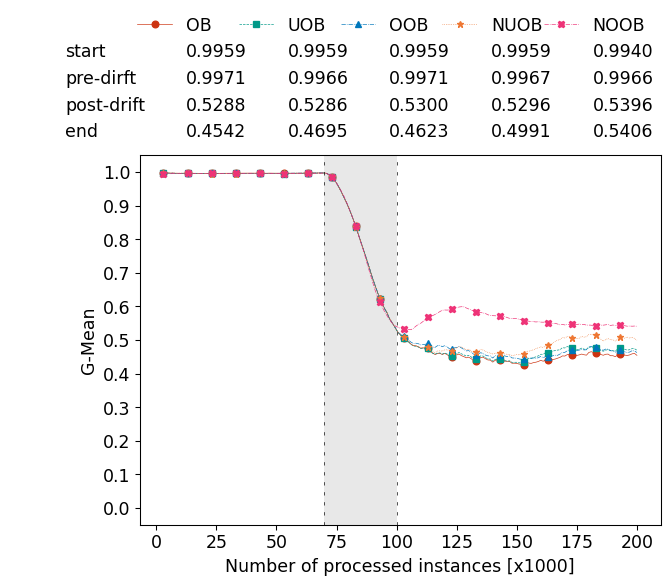 OB UOB OOB NUOB NOOB
start 0.9959 0.9959 0.9959 0.9959 0.9940
pre-dirft 0.9971 0.9966 0.9971 0.9967 0.9966
post-drift 0.5288 0.5286 0.5300 0.5296 0.5396
end 0.4542 0.4695 0.4623 0.4991 0.5406
1.0
0.9
0.8
0.7
0.6
0.5
0.4
0.3
0.2
0.1
0.0
G-Mean
0 25 50 75 100 125 150 175 200
Number of processed instances [x1000]